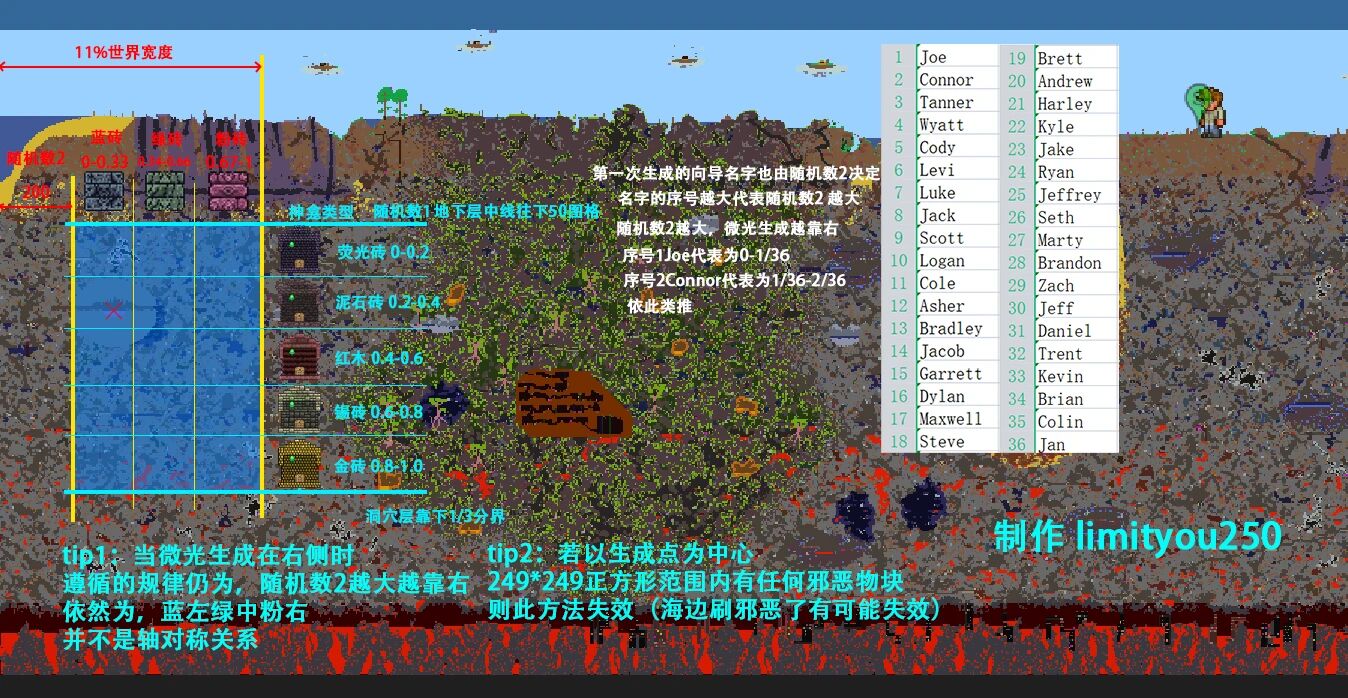 11%世界宽度
蓝砖
绿砖
粉砖
随机数2
0-0.33
0.34-0.66
0.67-1
200
神龛类型
随机数1
地下层中线往下50图格
荧光砖 0-0.2
泥石砖 0.2-0.4
红木 0.4-0.6
锡砖 0.6-0.8
金砖 0.8-1.0
洞穴层靠下1/3分界
第一次生成的向导名字也由随机数2决定
名字的序号越大代表随机数2 越大
随机数2越大，微光生成越靠右
序号1Joe代表为0-1/36
序号2Connor代表为1/36-2/36
依此类推
1 Joe
2 Connor
3 Tanner
4 Wyatt
5 Cody
6 Levi
7 Luke
8 Jack
9 Scott
10 Logan
11 Cole
12 Asher
13 Bradley
14 Jacob
15 Garrett
16 Dylan
17 Maxwell
18 Steve
19 Brett
20 Andrew
21 Harley
22 Kyle
23 Jake
24 Ryan
25 Jeffrey
26 Seth
27 Marty
28 Brandon
29 Zach
30 Jeff
31 Daniel
32 Trent
33 Kevin
34 Brian
35 Colin
36 Jan
制作 limityou250
tip1：当微光生成在右侧时
遵循的规律仍为，随机数2越大越靠右
依然为，蓝左绿中粉右
并不是轴对称关系
tip2：若以生成点为中心
249*249正方形范围内有任何邪恶物块
则此方法失效（海边刷邪恶了有可能失效）